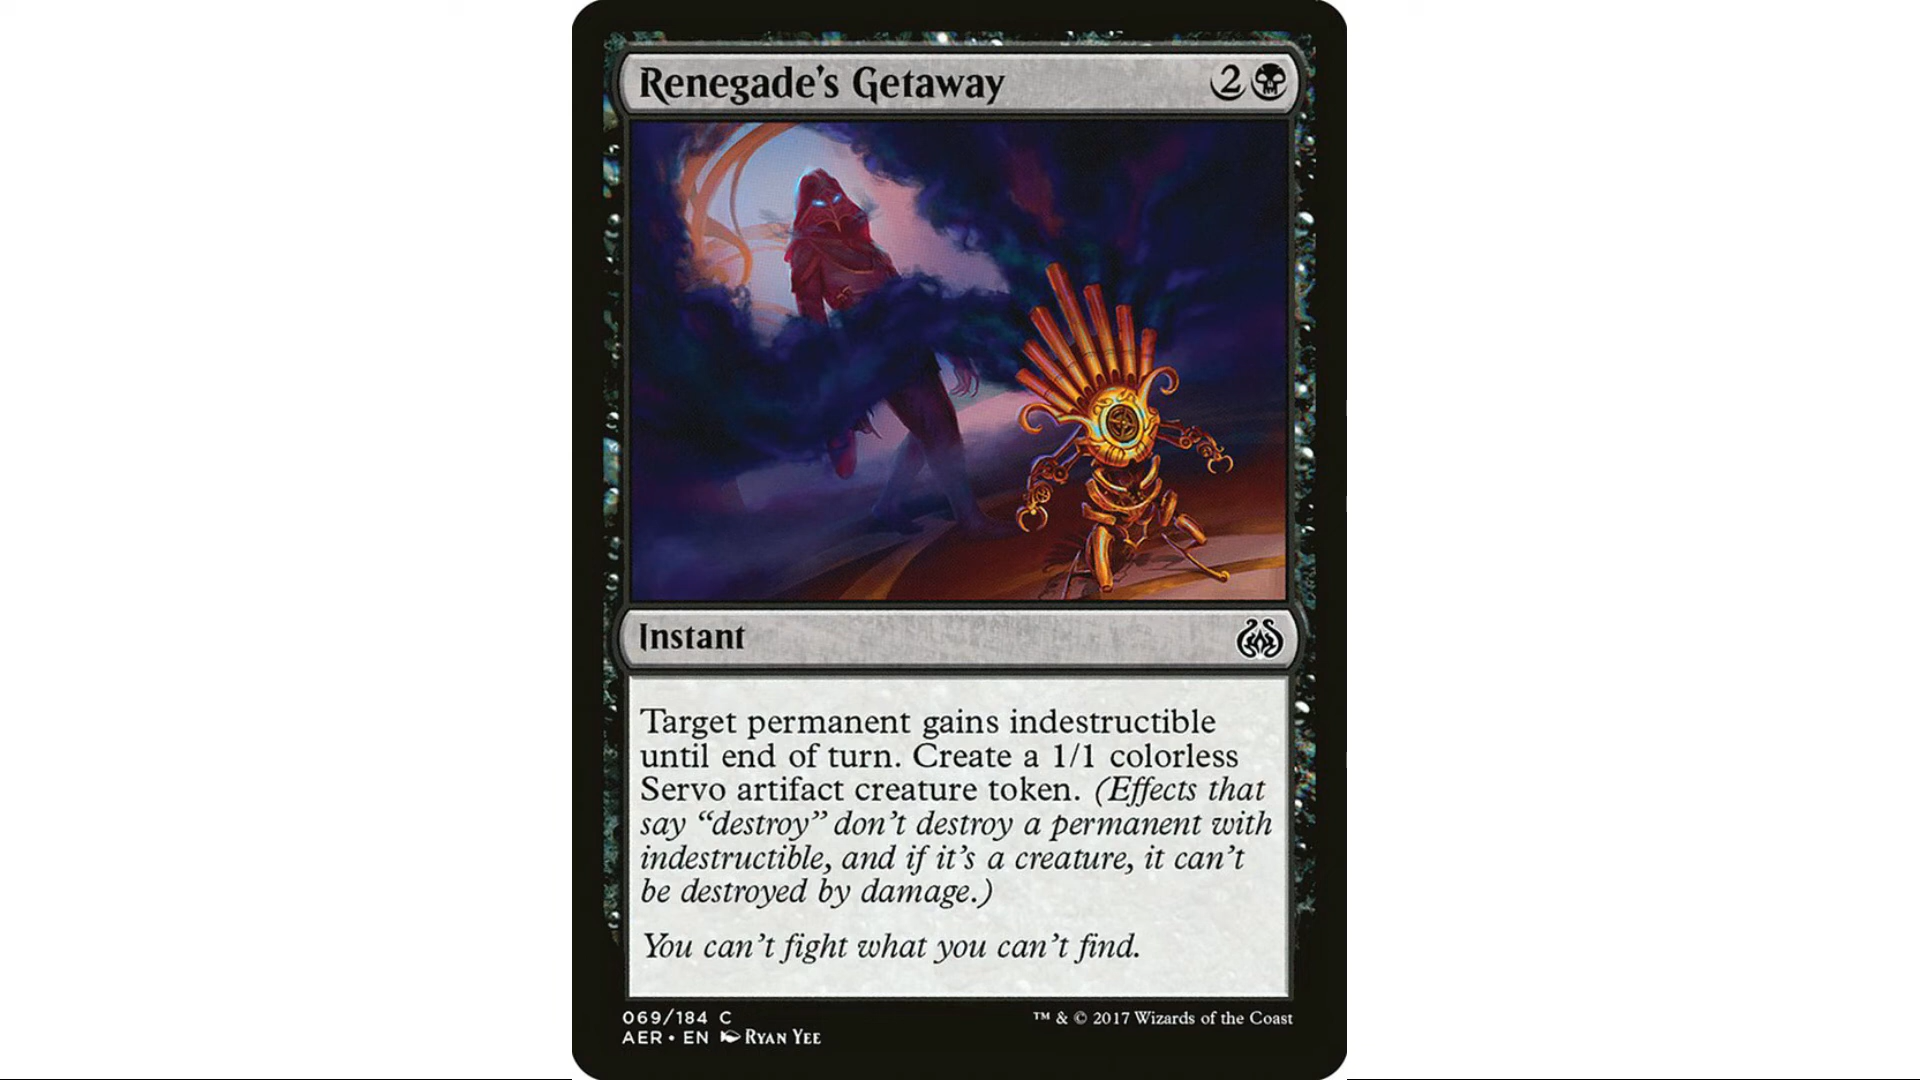 Renegade's Getaway 2
Instant
Target permanent gains indestructible
until end of turn. Create a 1/1 colorless
Servo artifact creature token. (Effects that
say “destroy” don't destroy a permanent with
indestructible, and if it's a creature, it can't
be destroyed by damage.)
You can't fight what you can't find.
069/184 C
AER • EN Ryan Yee
™ & © 2017 Wizards of the Coast